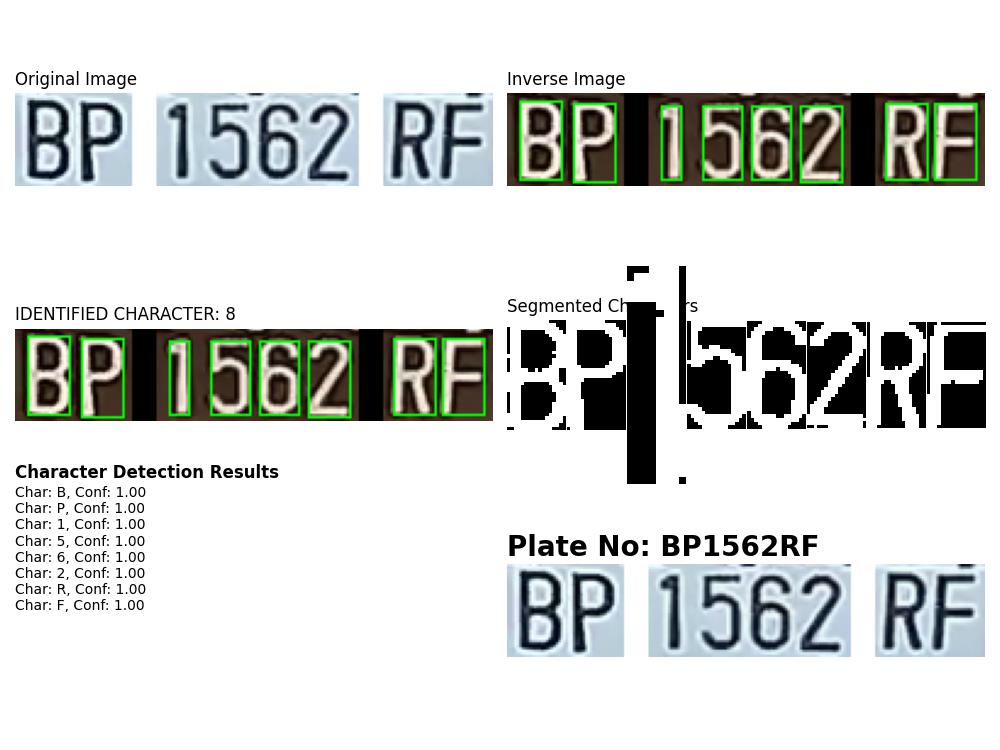 Original Image
BP 1562 RF
Inverse Image
BP 1562 RF
IDENTIFIED CHARACTER: 8
BP 1562 RF
Segmented
BP1562RF
Character Detection Results
Char: B, Conf: 1.00
Char: P, Conf: 1.00
Char: 1, Conf: 1.00
Char: 5, Conf: 1.00
Char: 6, Conf: 1.00
Char: 2, Conf: 1.00
Char: R, Conf: 1.00
Char: F, Conf: 1.00
Plate No: BP1562RF
BP 1562 RF